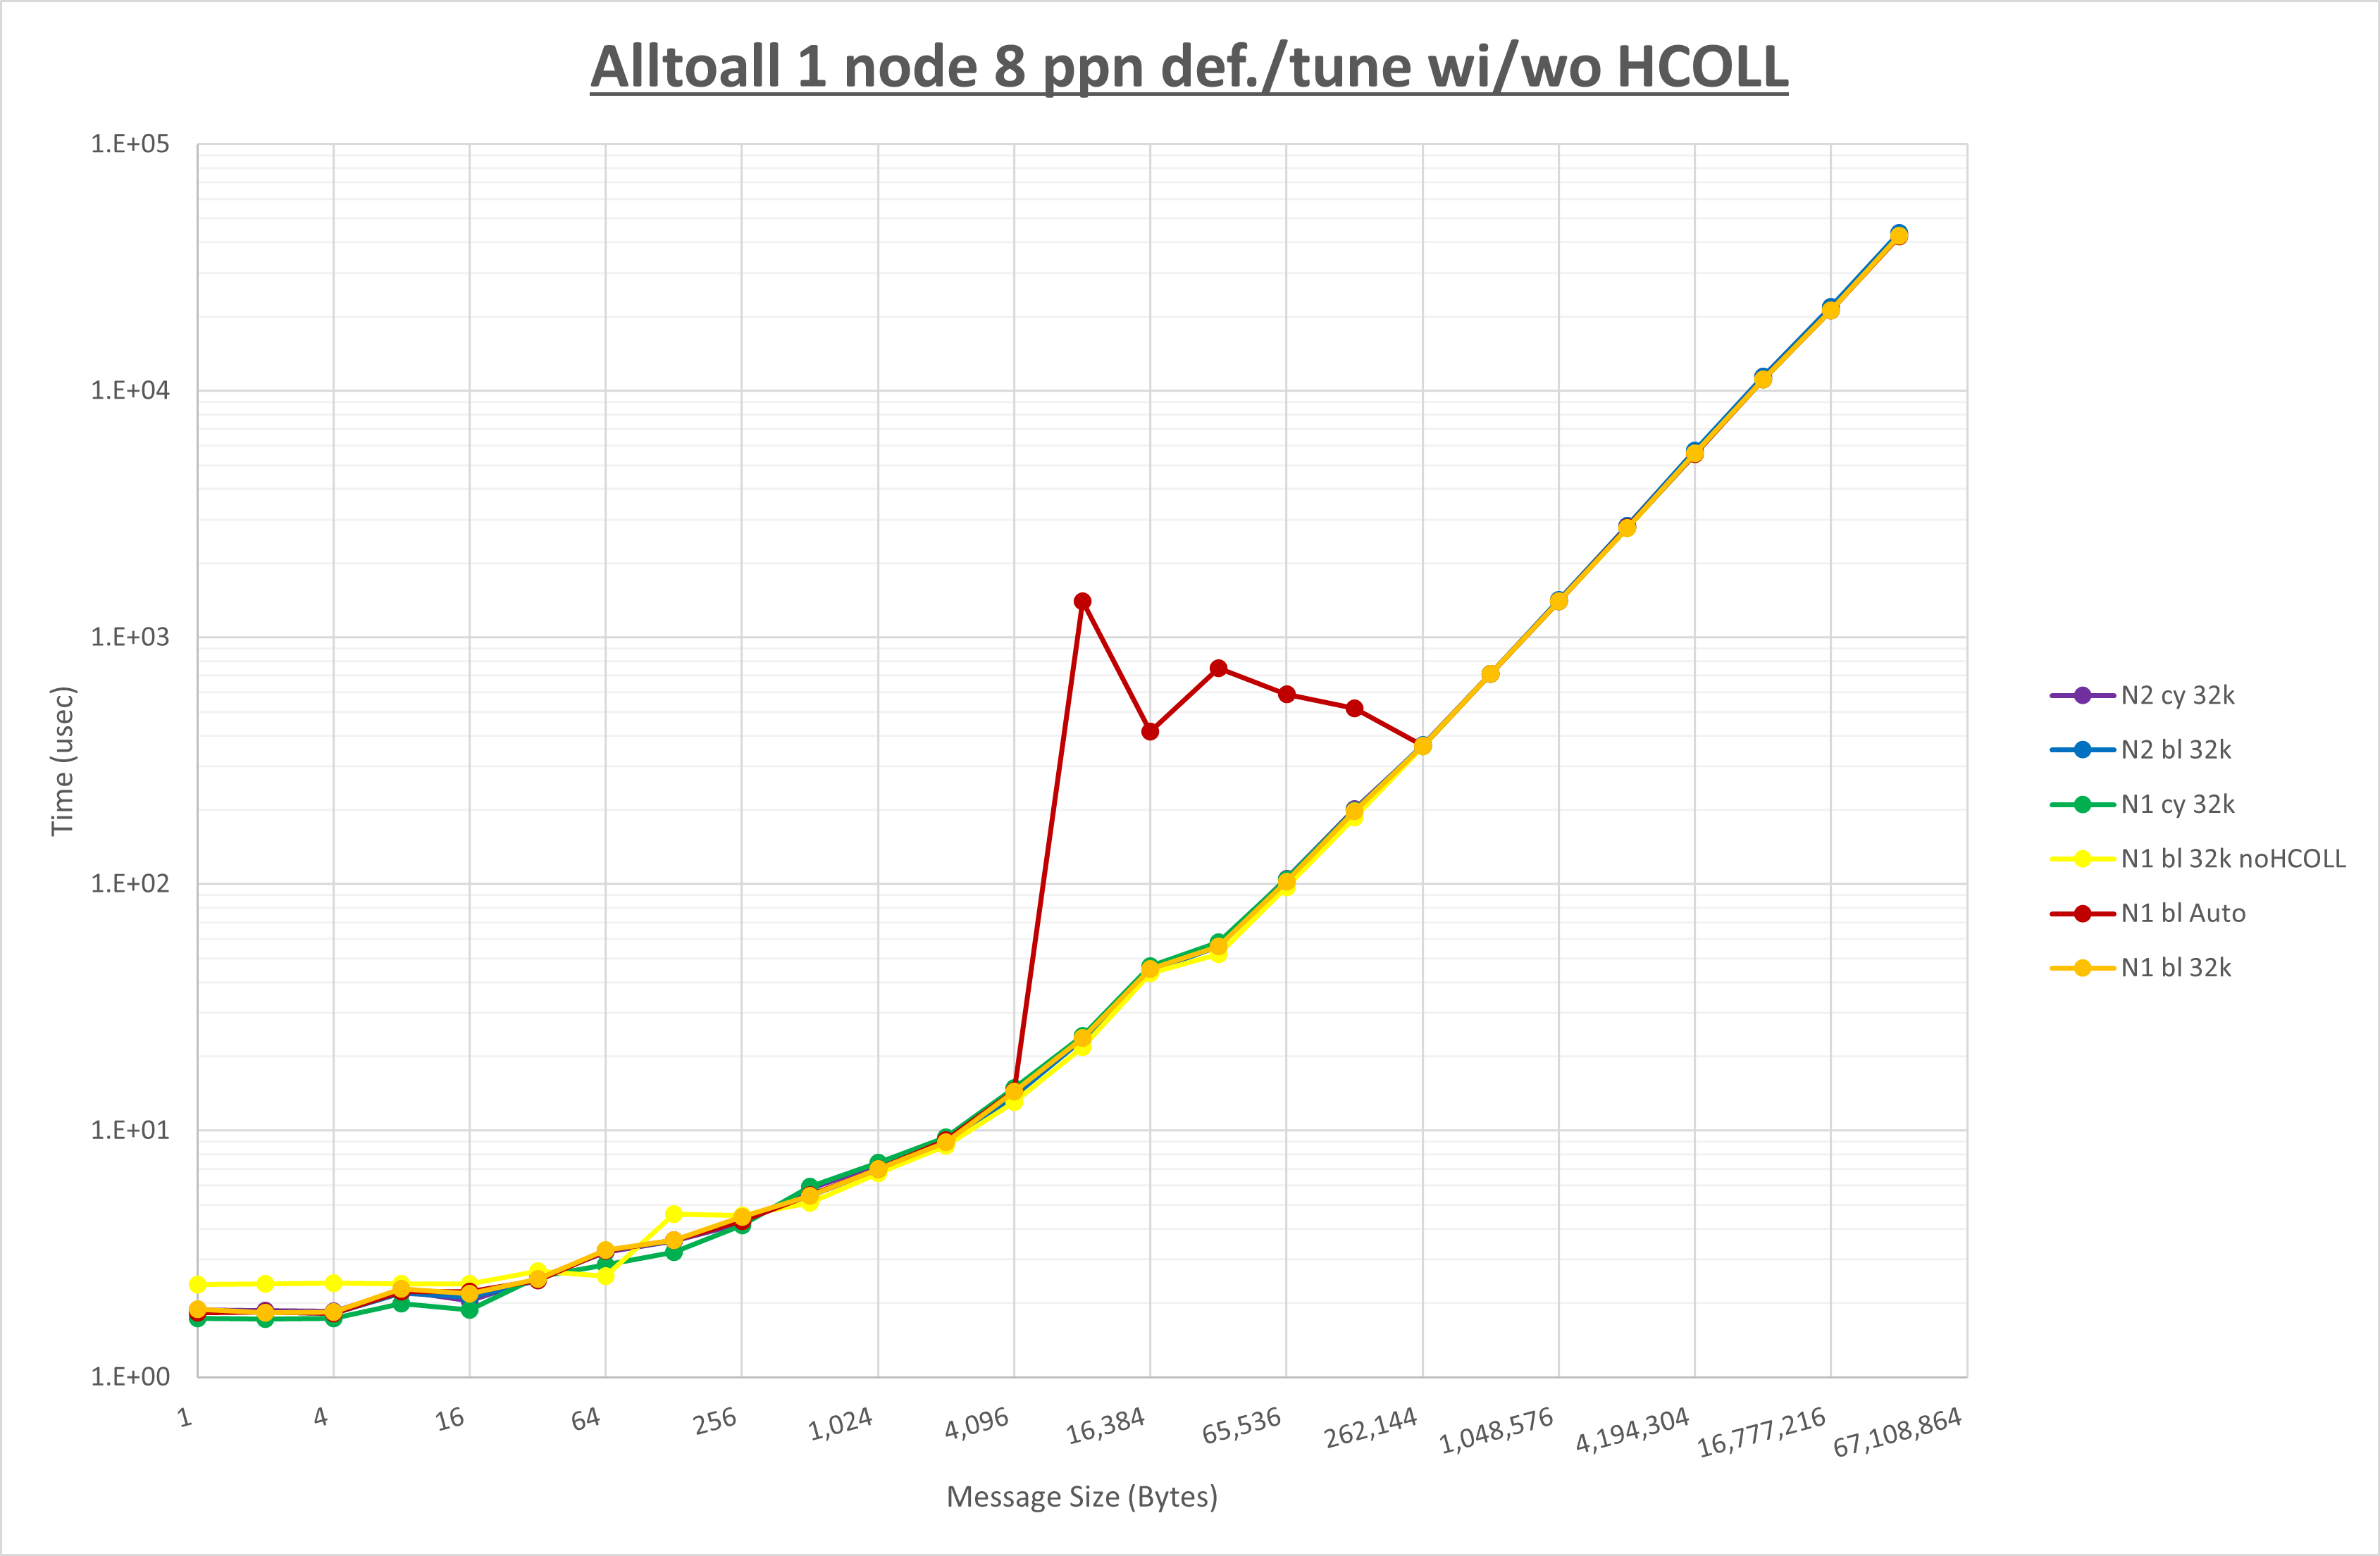 Alltoall 1 node 8 ppn def./tune wi/wo HCOLL
1.E+05
1.E+04
1.E+03
1.E+02
1.E+01
1.E+00
Time (usec)
1
4
16
64
256
1,024
4,096
16,384
65,536
262,144
1,048,576
4,194,304
16,777,216
67,108,864
Message Size (Bytes)
N2 cy 32k
N2 bl 32k
N1 cy 32k
N1 bl 32k noHCOLL
N1 bl Auto
N1 bl 32k